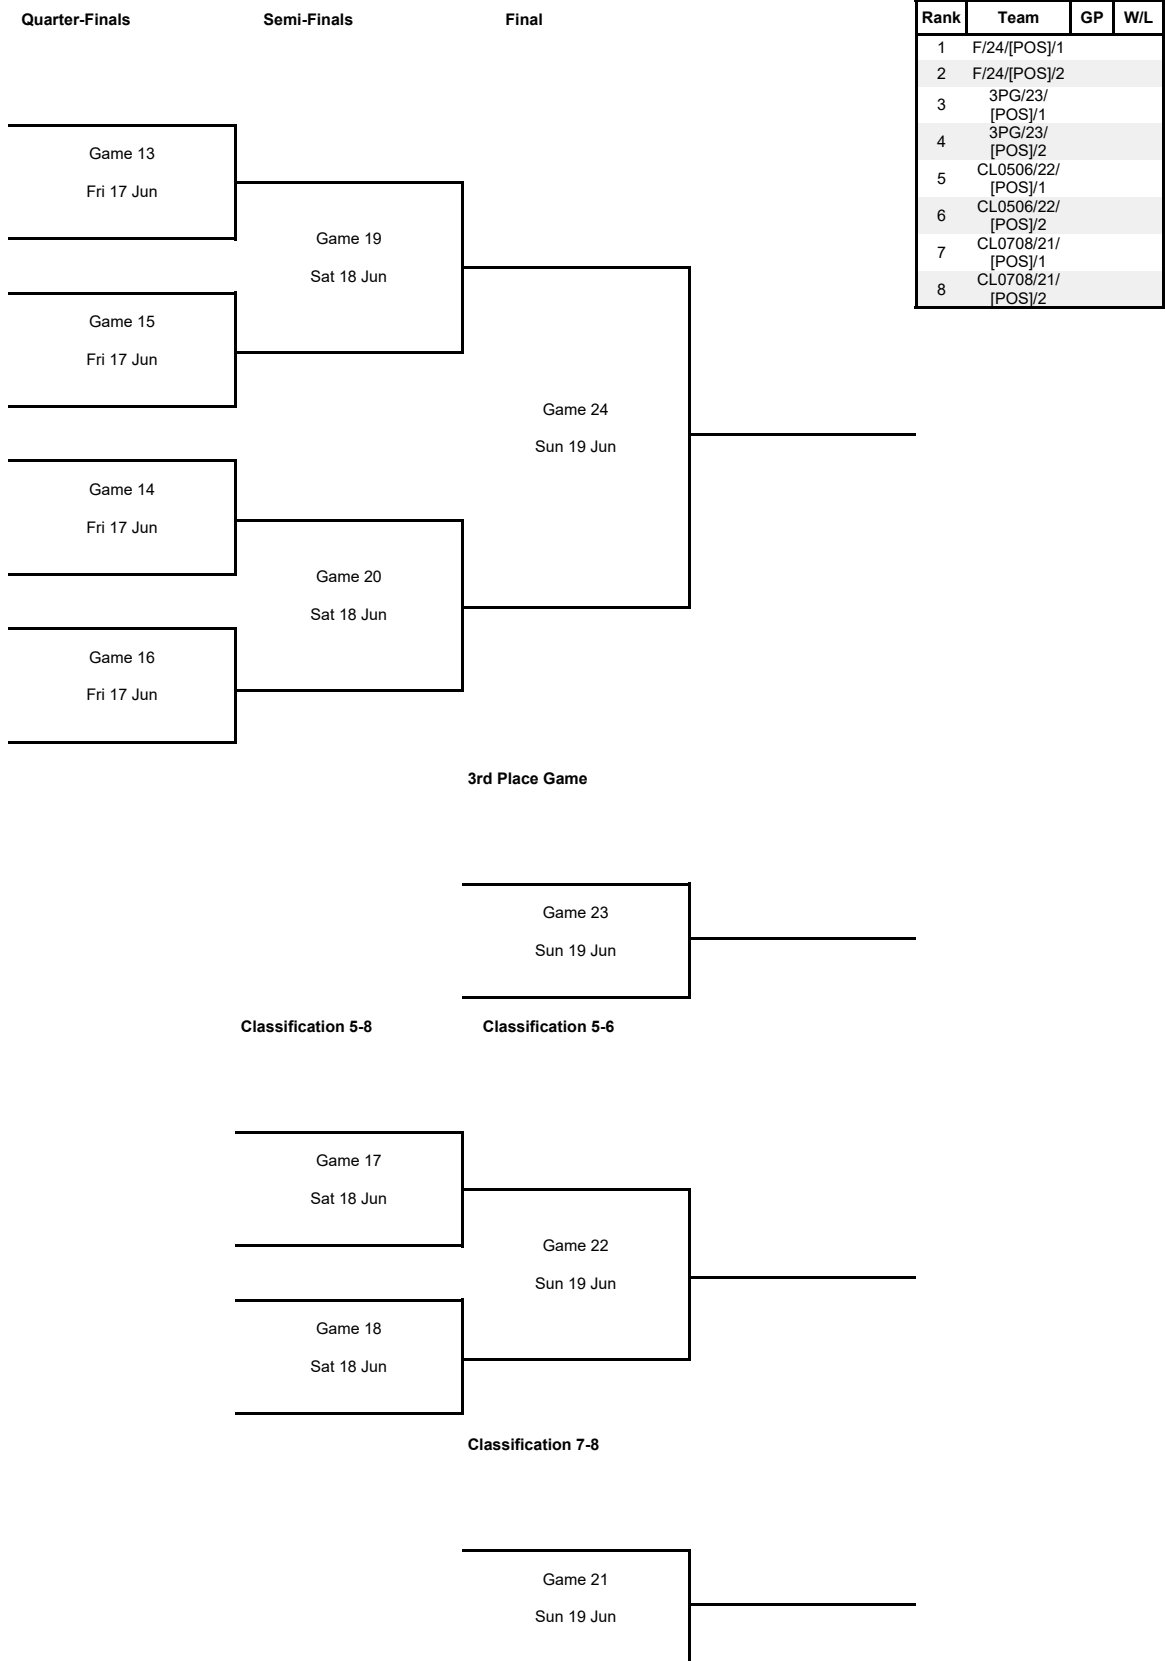 Quarter-Finals Semi-Finals Final
Rank Team GP W/L
1 F/24/[POS]/1
2 F/24/[POS]/2
3 3PG/23/
[POS]/1
4 3PG/23/
[POS]/2
5 CL0506/22/
[POS]/1
6 CL0506/22/
[POS]/2
7 CL0708/21/
[POS]/1
8 CL0708/21/
[POS]/2
Game 13
Fri 17 Jun
Game 19
Sat 18 Jun
Game 15
Fri 17 Jun
Game 24
Sun 19 Jun
Game 14
Fri 17 Jun
Game 20
Sat 18 Jun
Game 16
Fri 17 Jun
3rd Place Game
Game 23
Sun 19 Jun
Classification 5-8 Classification 5-6
Game 17
Sat 18 Jun
Game 22
Sun 19 Jun
Game 18
Sat 18 Jun
Classification 7-8
Game 21
Sun 19 Jun